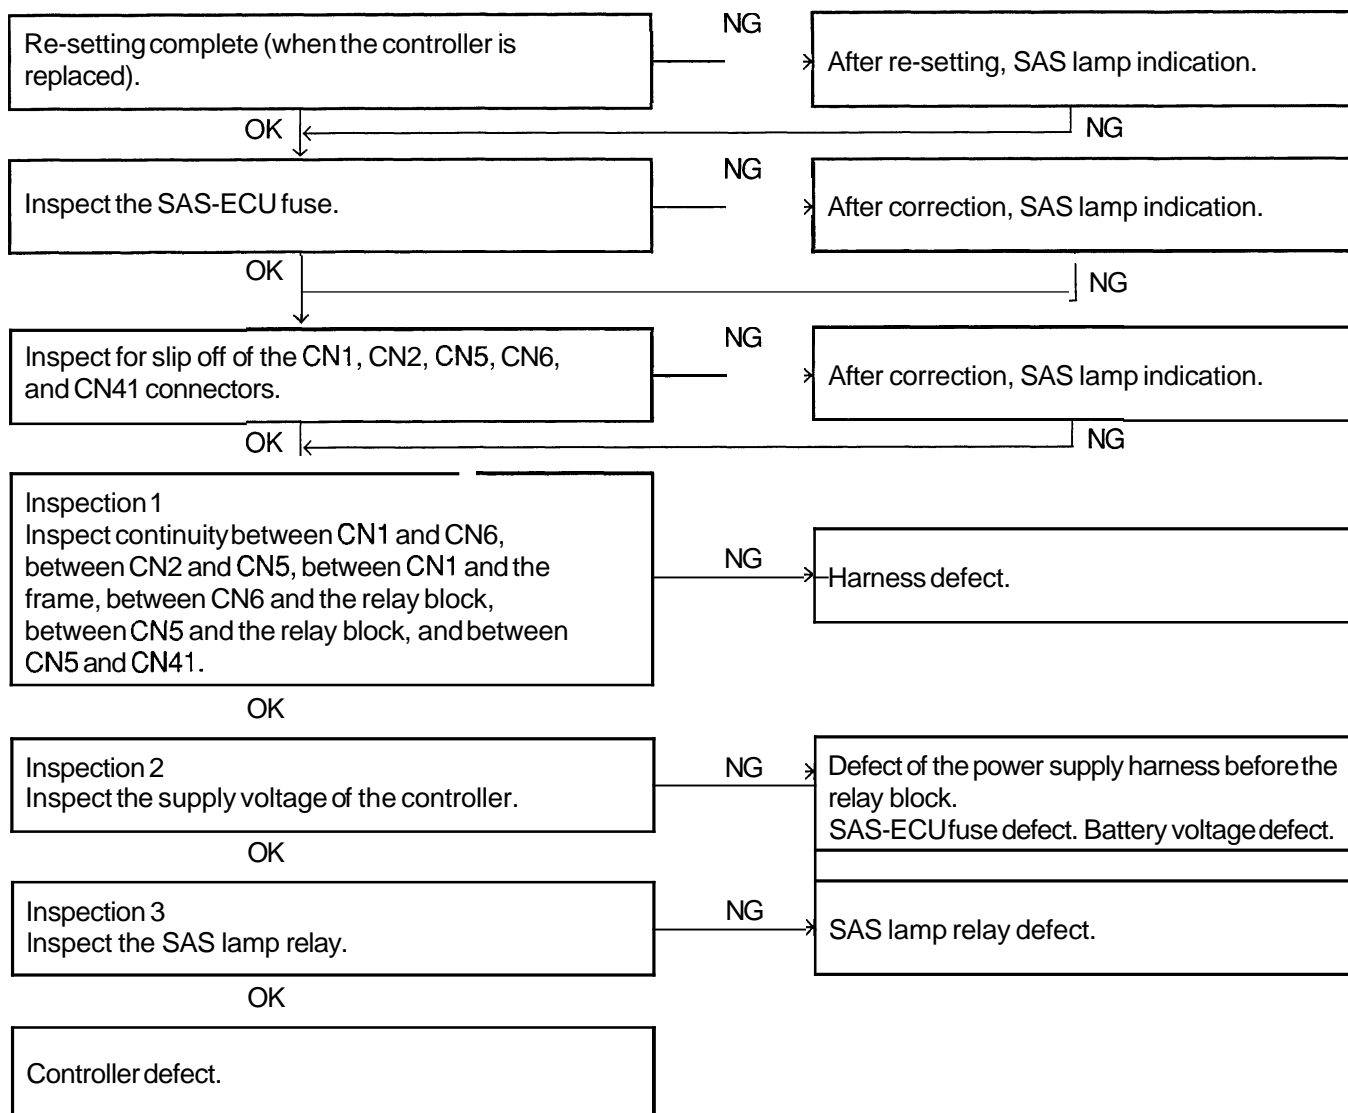 NG
Re-setting complete (when the controller is
replaced).
After re-setting, SAS lamp indication.
OK
NG
NG
Inspect the SAS-ECU fuse.
After correction, SAS lamp indication.
OK
NG
NG
Inspect for slip off of the CN1, CN2, CN5, CN6,
and CN41 connectors.
After correction, SAS lamp indication.
OK
NG
Inspection 1
Inspect continuity between CN1 and CN6,
between CN2 and CN5, between CN1 and the
frame, between CN6 and the relay block,
between CN5 and the relay block, and between
CN5 and CN41.
NG
Harness defect.
OK
Inspection 2
Inspect the supply voltage of the controller.
NG
Defect of the power supply harness before the
relay block.
SAS-ECU fuse defect. Battery voltage defect.
OK
Inspection 3
Inspect the SAS lamp relay.
NG
SAS lamp relay defect.
OK
Controller defect.